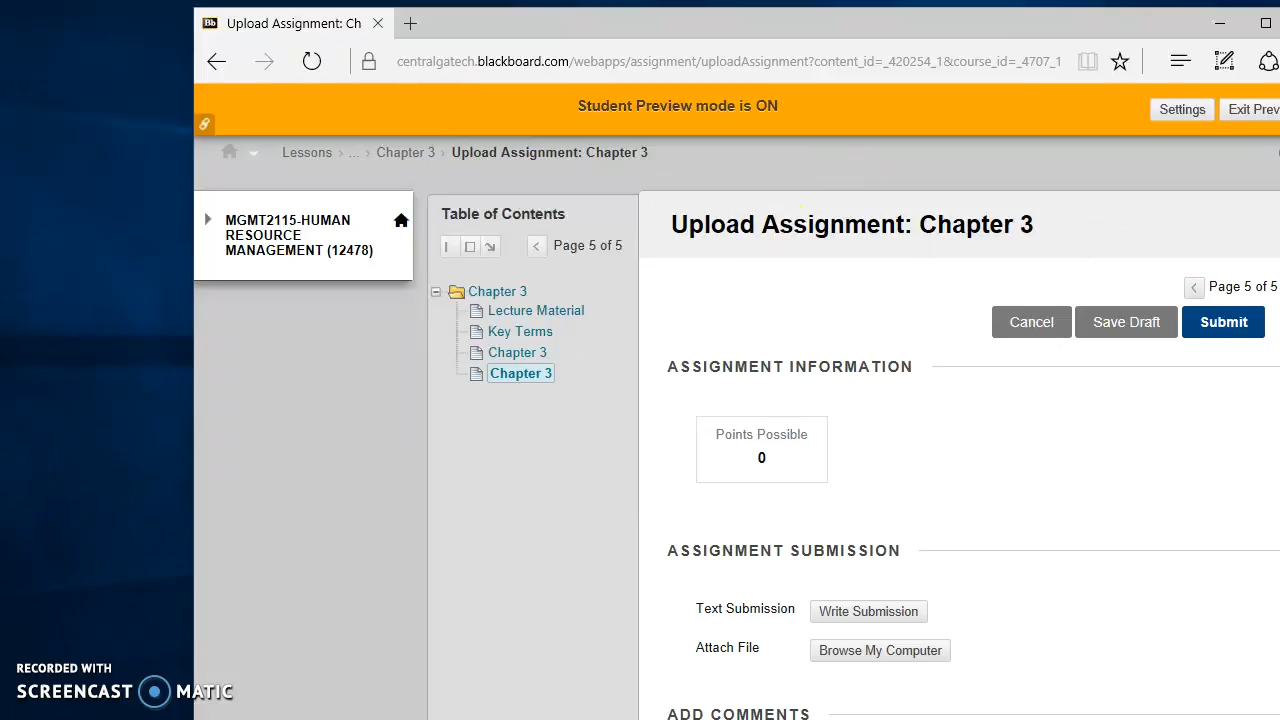 Bb Upload Assignment: Ch
centralgatech.blackboard.com/webapps/assignment/uploadAssignment?content_id=_420254_1&course_id=_4707_1
Student Preview mode is ON
Settings
Exit Prev
Lessons › ... › Chapter 3 › Upload Assignment: Chapter 3
MGMT2115-HUMAN
RESOURCE
MANAGEMENT (12478)
Table of Contents
Page 5 of 5
Chapter 3
Lecture Material
Key Terms
Chapter 3
Chapter 3
Upload Assignment: Chapter 3
Page 5 of 5
Cancel
Save Draft
Submit
ASSIGNMENT INFORMATION
Points Possible
0
ASSIGNMENT SUBMISSION
Text Submission
Write Submission
Attach File
Browse My Computer
ADD COMMENTS
RECORDED WITH
SCREENCAST MATIC